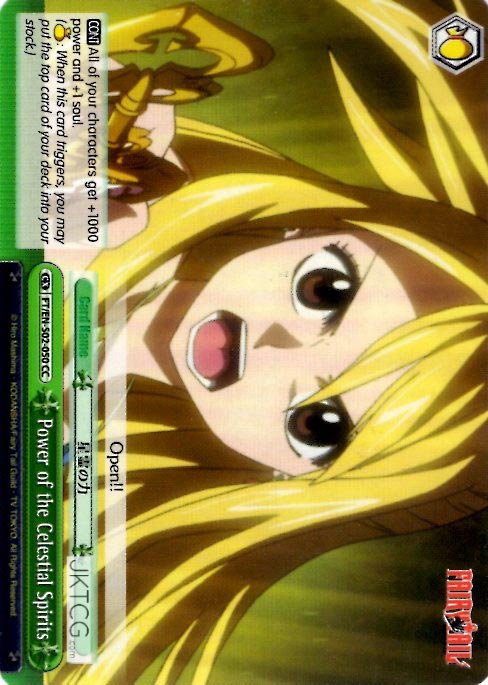 FAIRY TAIL
Open!!
【CONT】 All of your characters get +1000
power and +1 soul.
(: When this card triggers, you may
put the top card of your deck into your
stock.)
Card Name
星霊の力
JKTCG.com
CX FT/EN-S02-050 CC
Power of the Celestial Spirits
© Hiro Mashima · KODANSHA/Fairy Tail Guild · TV TOKYO All Rights Reserved.